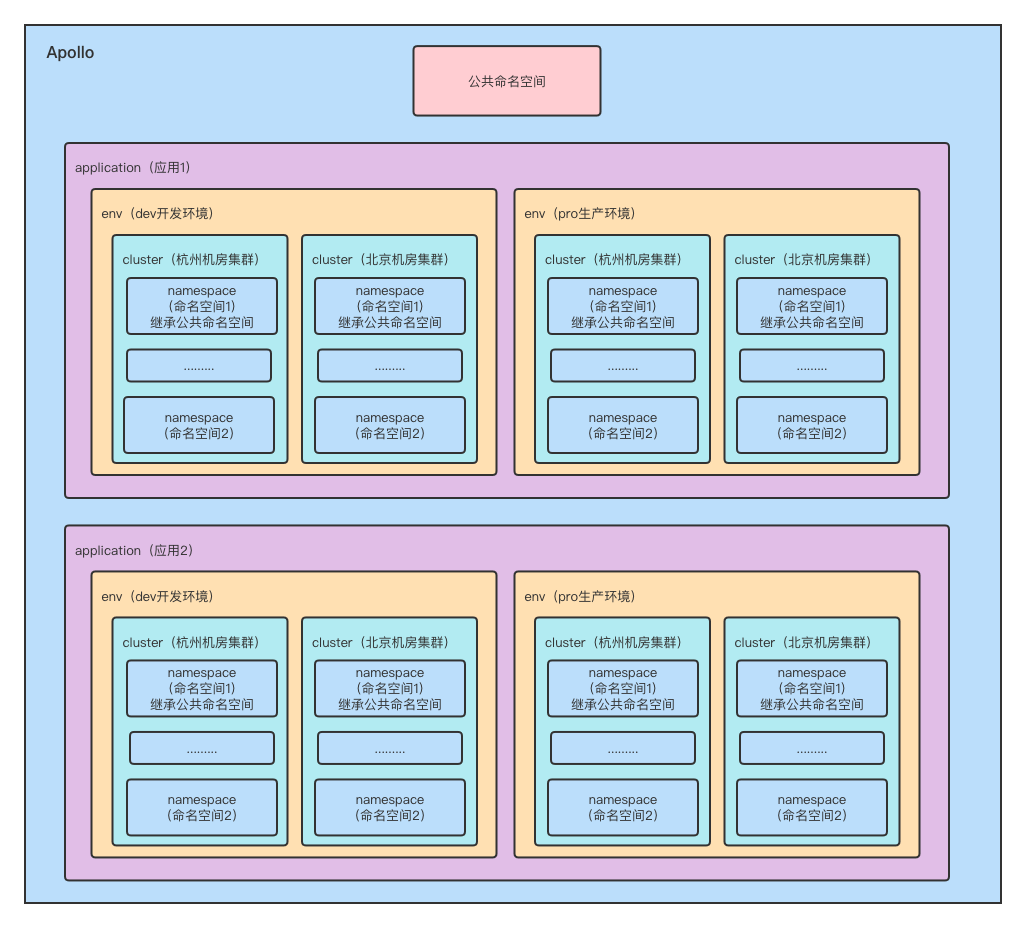 Apollo
公共命名空间
application（应用1）
env（dev开发环境）
env（pro生产环境）
cluster（杭州机房集群）
cluster（北京机房集群）
cluster（杭州机房集群）
cluster（北京机房集群）
namespace
(命名空间1)
继承公共命名空间
namespace
(命名空间1)
继承公共命名空间
namespace
(命名空间1)
继承公共命名空间
namespace
(命名空间1)
继承公共命名空间
.........
.........
.........
.........
namespace
(命名空间2)
namespace
(命名空间2)
namespace
(命名空间2)
namespace
(命名空间2)
application（应用2）
env（dev开发环境）
env（pro生产环境）
cluster（杭州机房集群）
cluster（北京机房集群）
cluster（杭州机房集群）
cluster（北京机房集群）
namespace
(命名空间1)
继承公共命名空间
namespace
(命名空间1)
继承公共命名空间
namespace
(命名空间1)
继承公共命名空间
namespace
(命名空间1)
继承公共命名空间
.........
.........
.........
.........
namespace
(命名空间2)
namespace
(命名空间2)
namespace
(命名空间2)
namespace
(命名空间2)